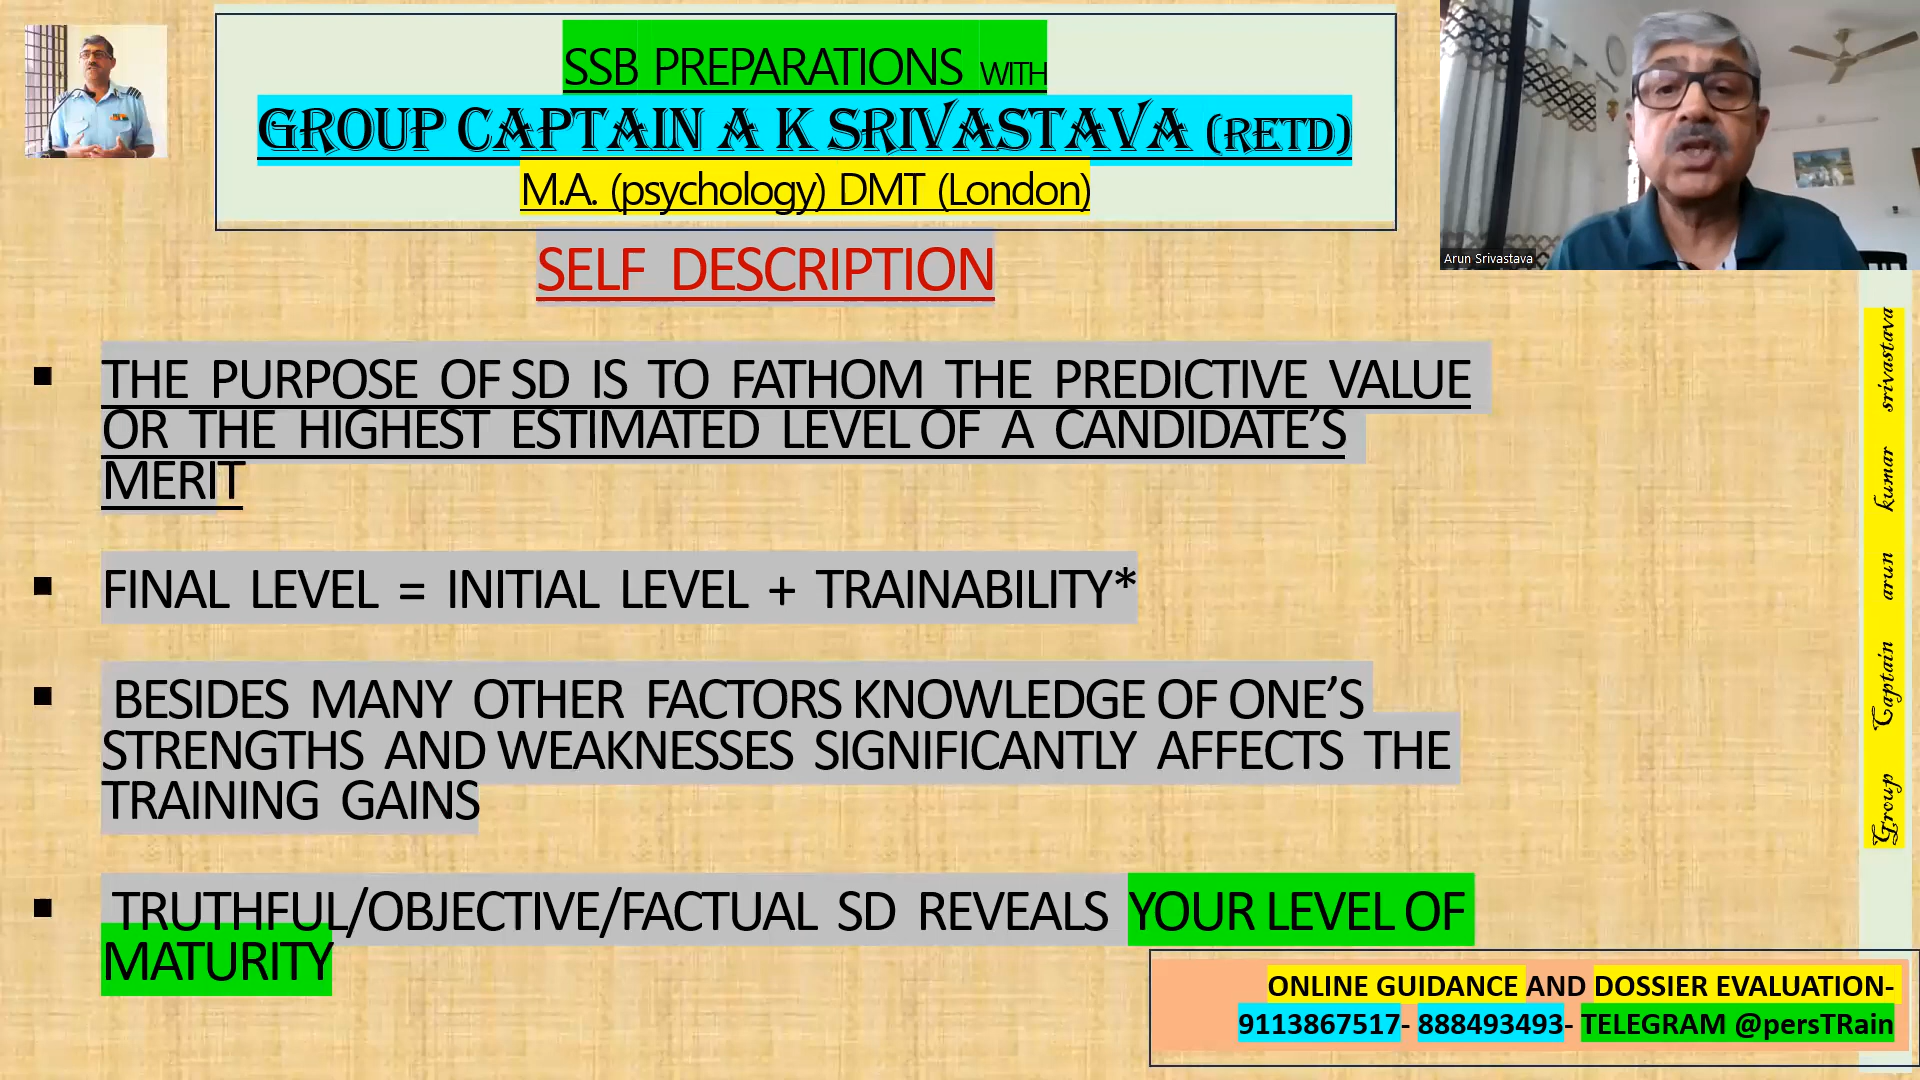 SSB PREPARATIONS WITH
GROUP CAPTAIN A K SRIVASTAVA (RETD)
M.A. (psychology) DMT (London)
Arun Srivastava
SELF DESCRIPTION
▪ THE PURPOSE OF SD IS TO FATHOM THE PREDICTIVE VALUE
OR THE HIGHEST ESTIMATED LEVEL OF A CANDIDATE’S
MERIT
▪ FINAL LEVEL = INITIAL LEVEL + TRAINABILITY*
▪ BESIDES MANY OTHER FACTORS KNOWLEDGE OF ONE’S
STRENGTHS AND WEAKNESSES SIGNIFICANTLY AFFECTS THE
TRAINING GAINS
▪ TRUTHFUL/OBJECTIVE/FACTUAL SD REVEALS YOUR LEVEL OF
MATURITY
Group Captain arun kumar srivastava
ONLINE GUIDANCE AND DOSSIER EVALUATION-
9113867517- 888493493- TELEGRAM @persTRain